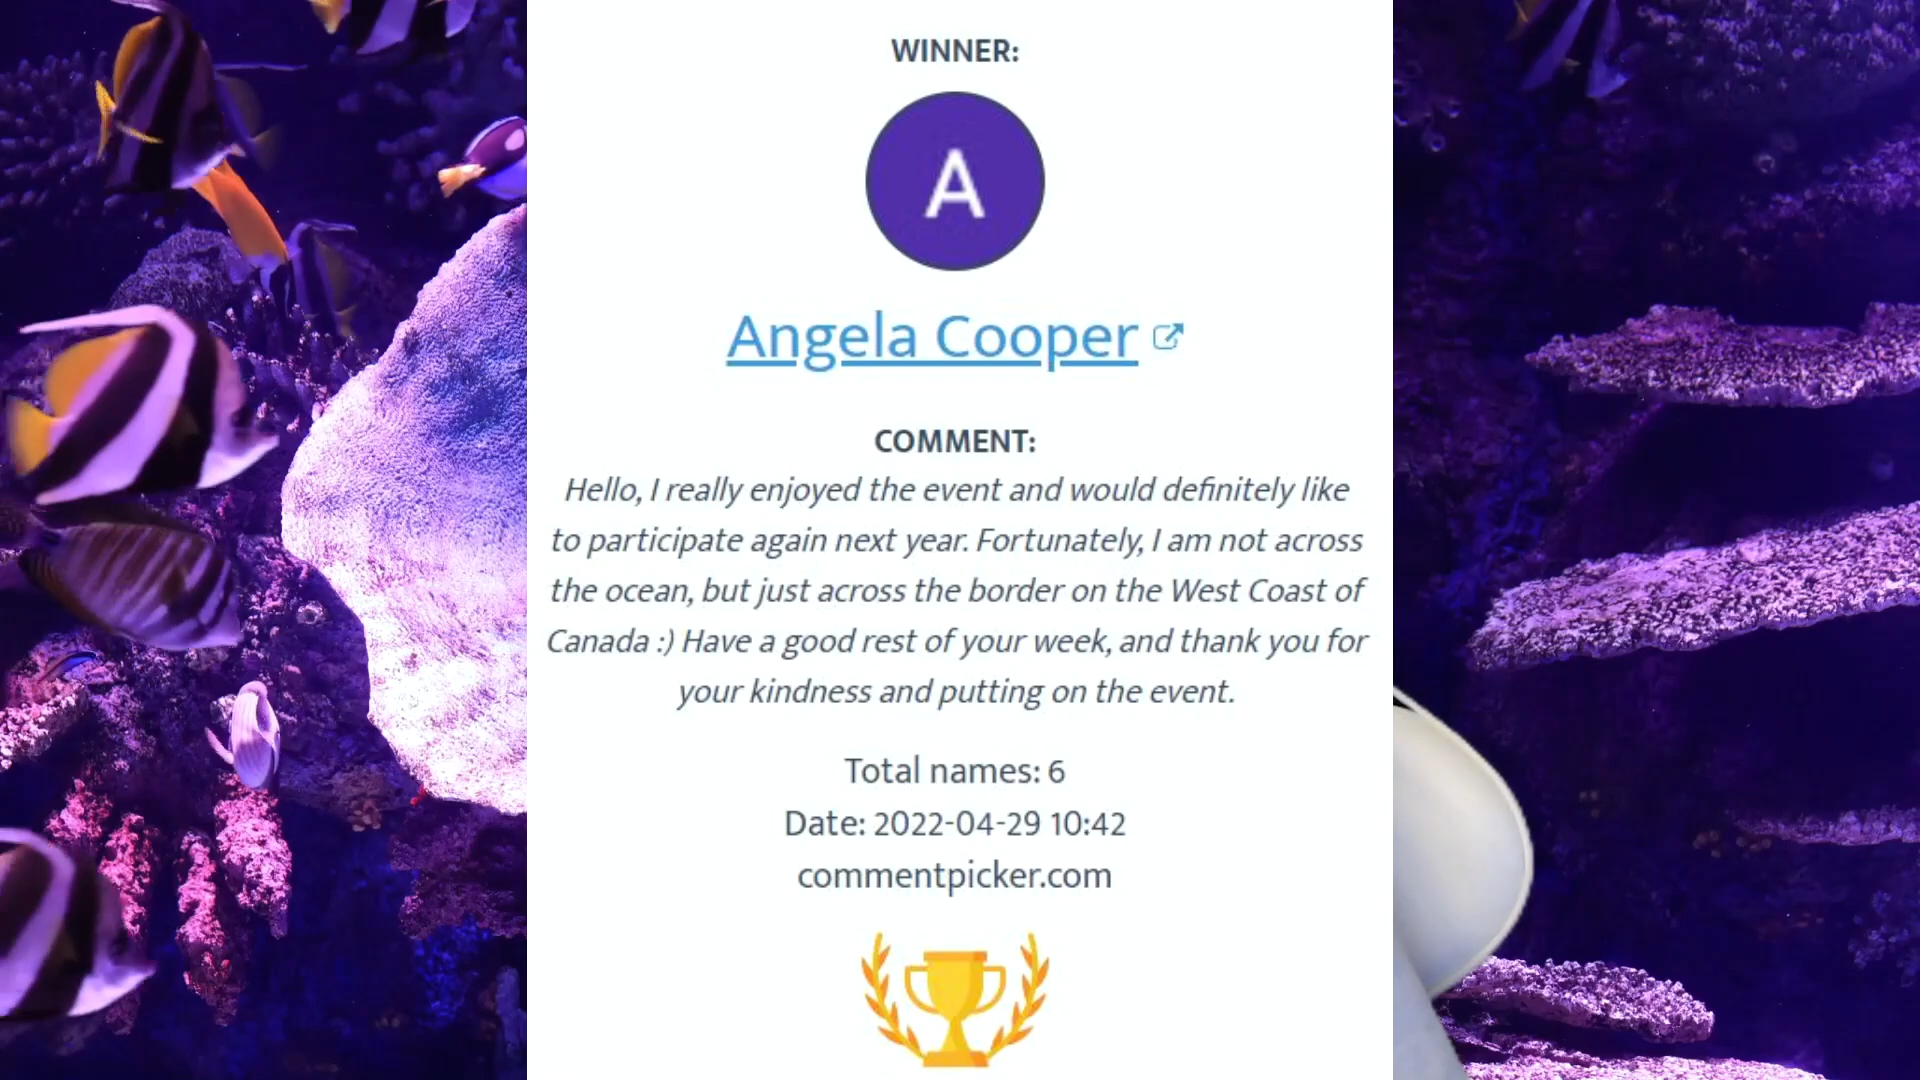 WINNER:
A
Angela Cooper
COMMENT:
Hello, I really enjoyed the event and would definitely like
to participate again next year. Fortunately, I am not across
the ocean, but just across the border on the West Coast of
Canada :) Have a good rest of your week, and thank you for
your kindness and putting on the event.
Total names: 6
Date: 2022-04-29 10:42
commentpicker.com